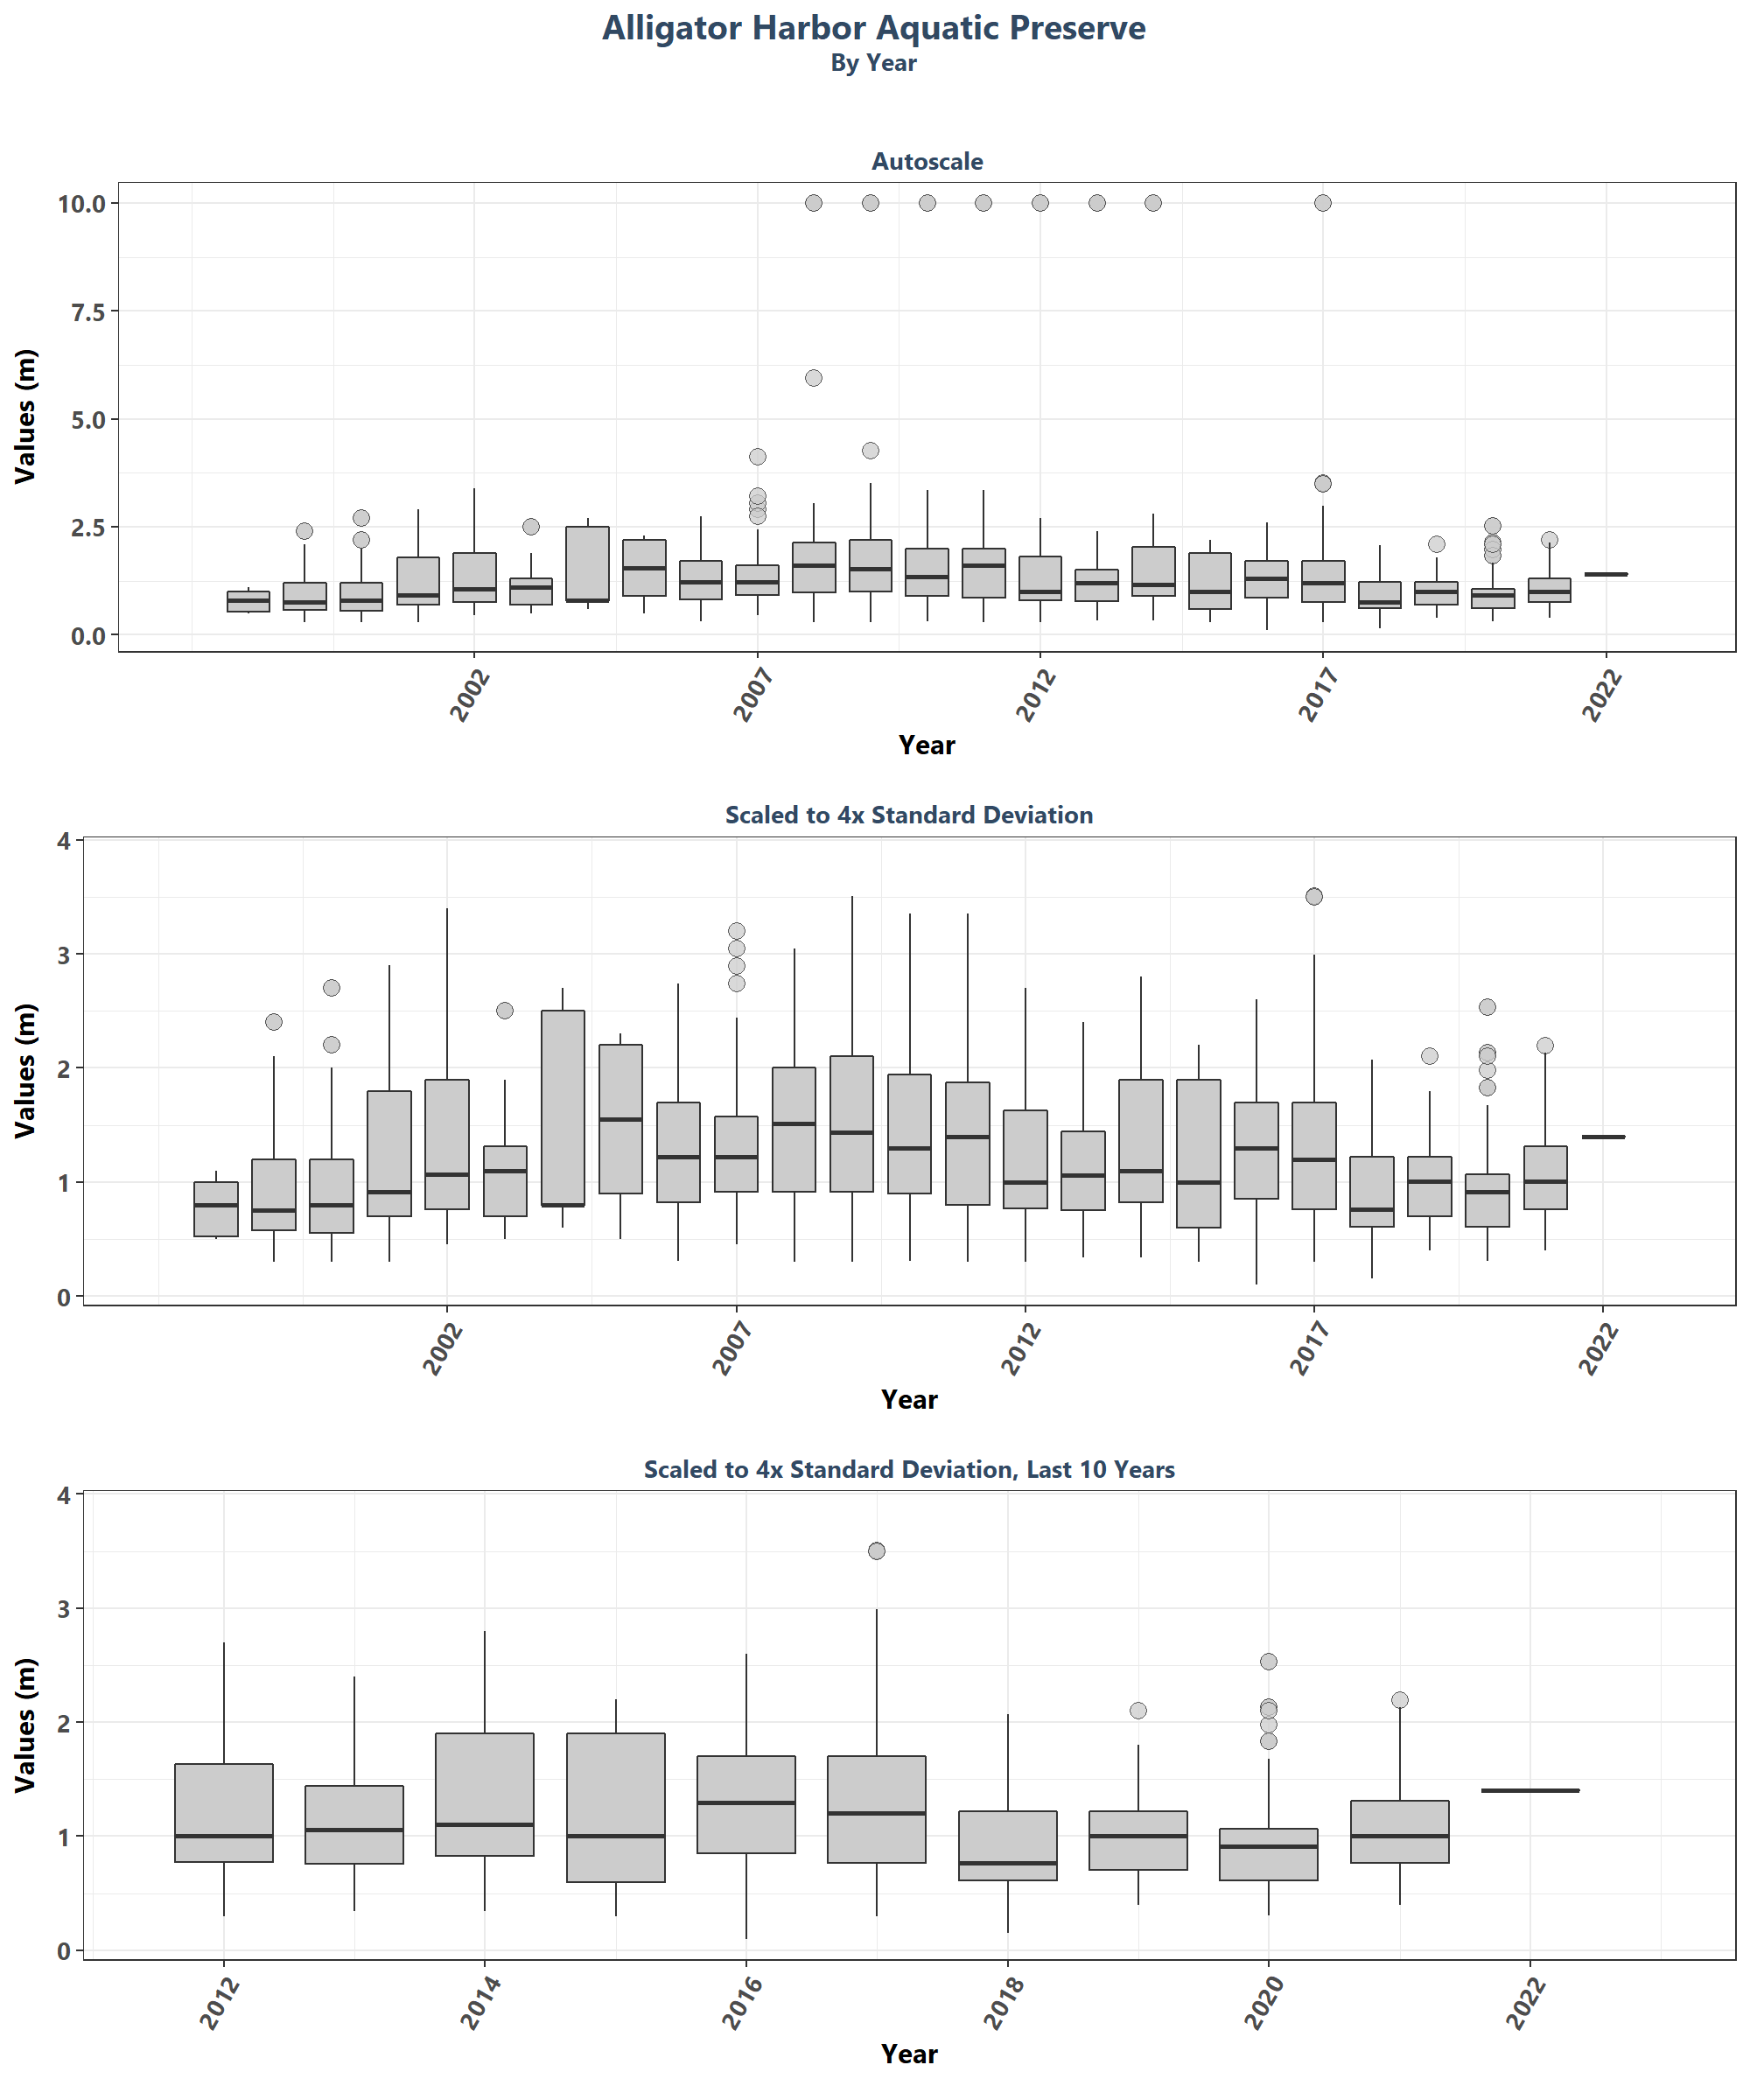 Alligator Harbor Aquatic Preserve
By Year
Autoscale
Values (m)
10.0
7.5
5.0
2.5
0.0
2002
2007
2012
2017
2022
Year
Scaled to 4x Standard Deviation
Values (m)
4
3
2
1
0
2002
2007
2012
2017
2022
Year
Scaled to 4x Standard Deviation, Last 10 Years
Values (m)
4
3
2
1
0
2012
2014
2016
2018
2020
2022
Year